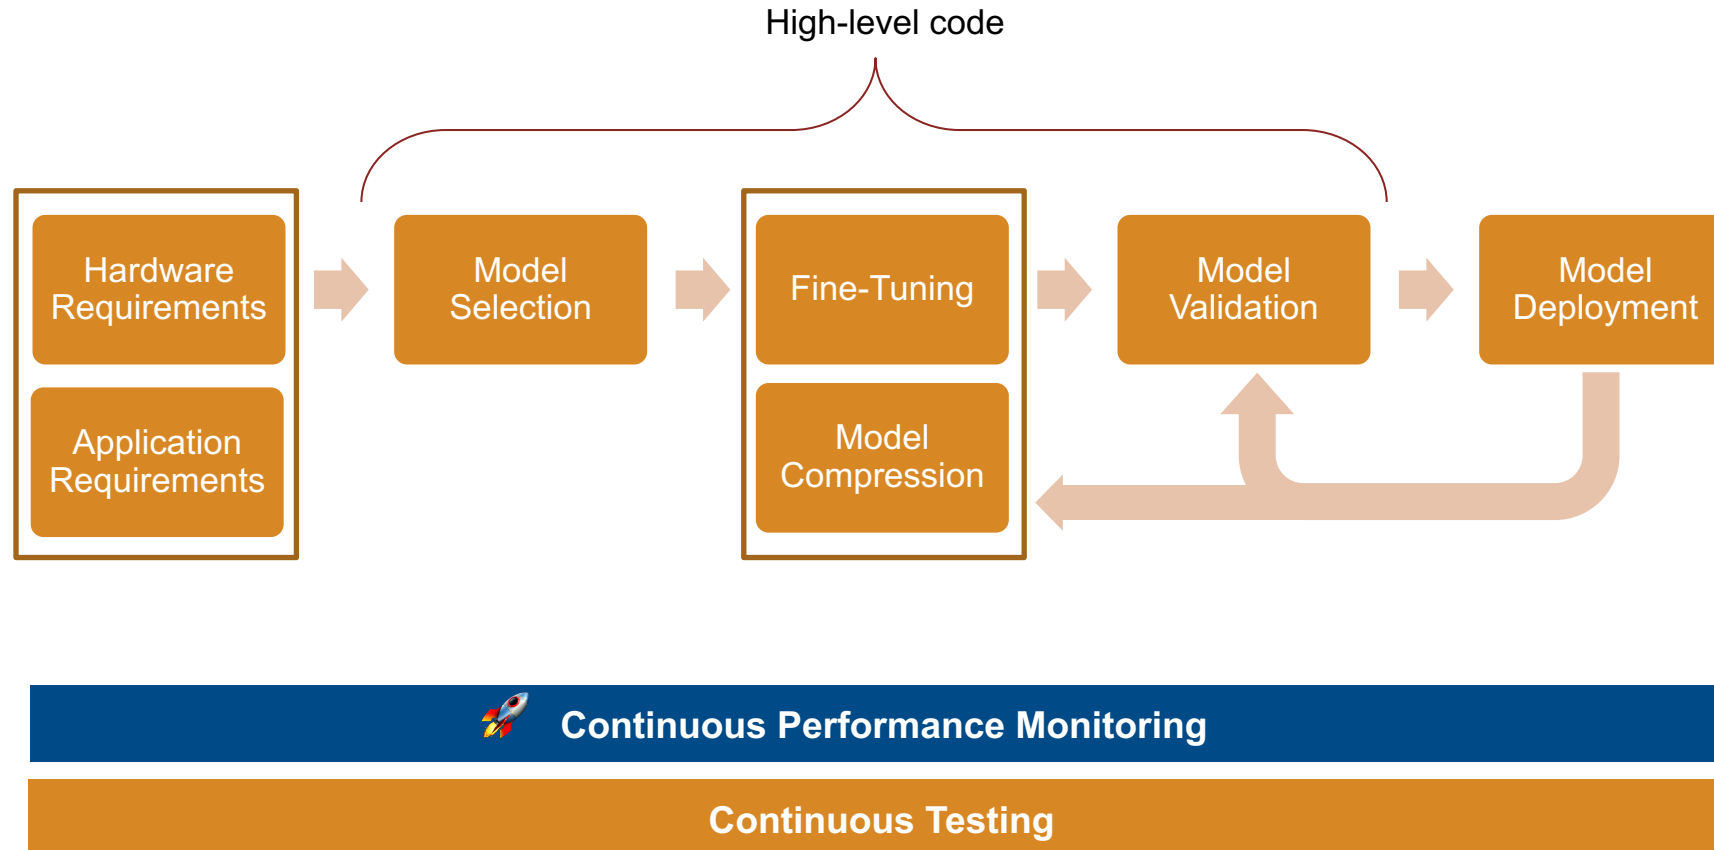 High-level code
Hardware
Requirements
Application
Requirements
Model
Selection
Fine-Tuning
Model
Compression
Model
Validation
Model
Deployment
Continuous Performance Monitoring
Continuous Testing